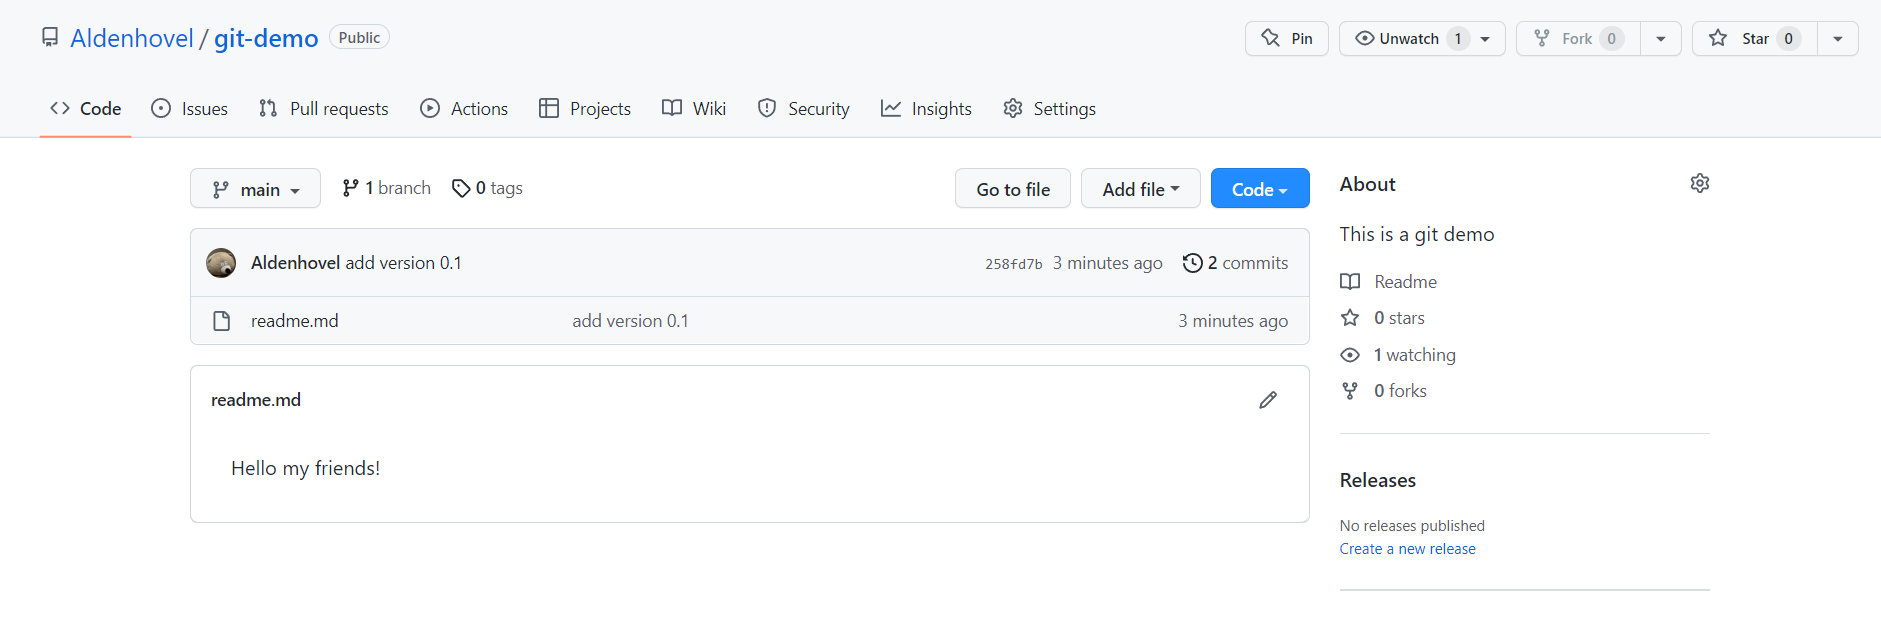 Aldenhovel / git-demo Public Pin Unwatch 1 Fork 0 Star 0
Code Issues Pull requests Actions Projects Wiki Security Insights Settings
main 1 branch 0 tags Go to file Add file Code
Aldenhovel add version 0.1 258fd7b 3 minutes ago 2 commits
readme.md add version 0.1 3 minutes ago
readme.md
Hello my friends!
About
This is a git demo
Readme
0 stars
1 watching
0 forks
Releases
No releases published
Create a new release